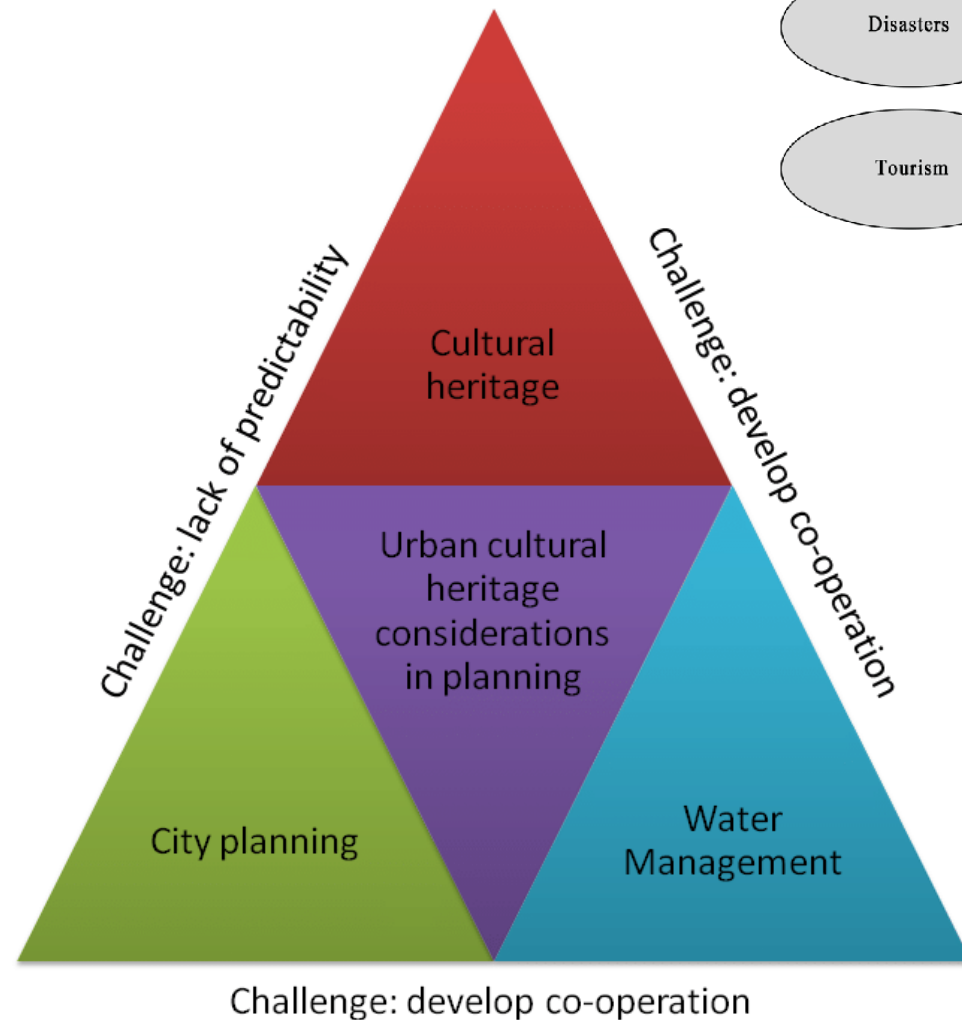 Disasters
Tourism
Challenge: lack of predictability
Challenge: develop co-operation
Cultural
heritage
Urban cultural
heritage
considerations
in planning
City planning
Water
Management
Challenge: develop co-operation